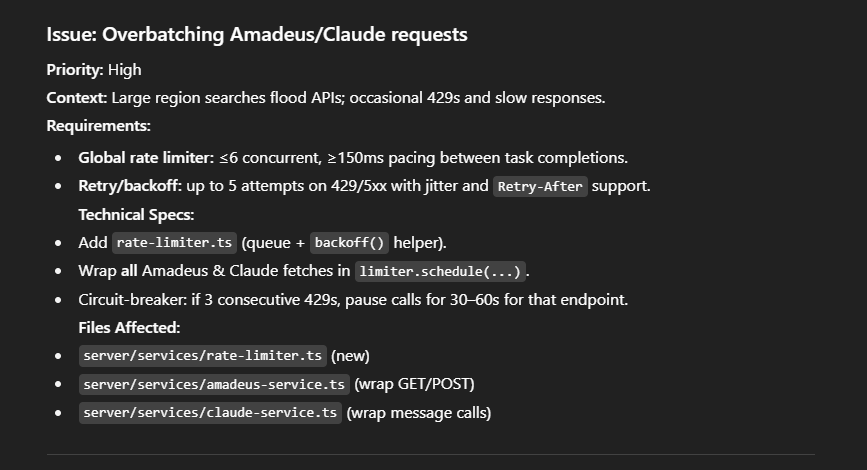 Issue: Overbatching Amadeus/Claude requests
Priority: High
Context: Large region searches flood APIs; occasional 429s and slow responses.
Requirements:
• Global rate limiter: ≤6 concurrent, ≥150ms pacing between task completions.
• Retry/backoff: up to 5 attempts on 429/5xx with jitter and Retry-After support.
Technical Specs:
• Add rate-limiter.ts (queue + backoff() helper).
• Wrap all Amadeus & Claude fetches in limiter.schedule(...).
• Circuit-breaker: if 3 consecutive 429s, pause calls for 30–60s for that endpoint.
Files Affected:
• server/services/rate-limiter.ts (new)
• server/services/amadeus-service.ts (wrap GET/POST)
• server/services/claude-service.ts (wrap message calls)